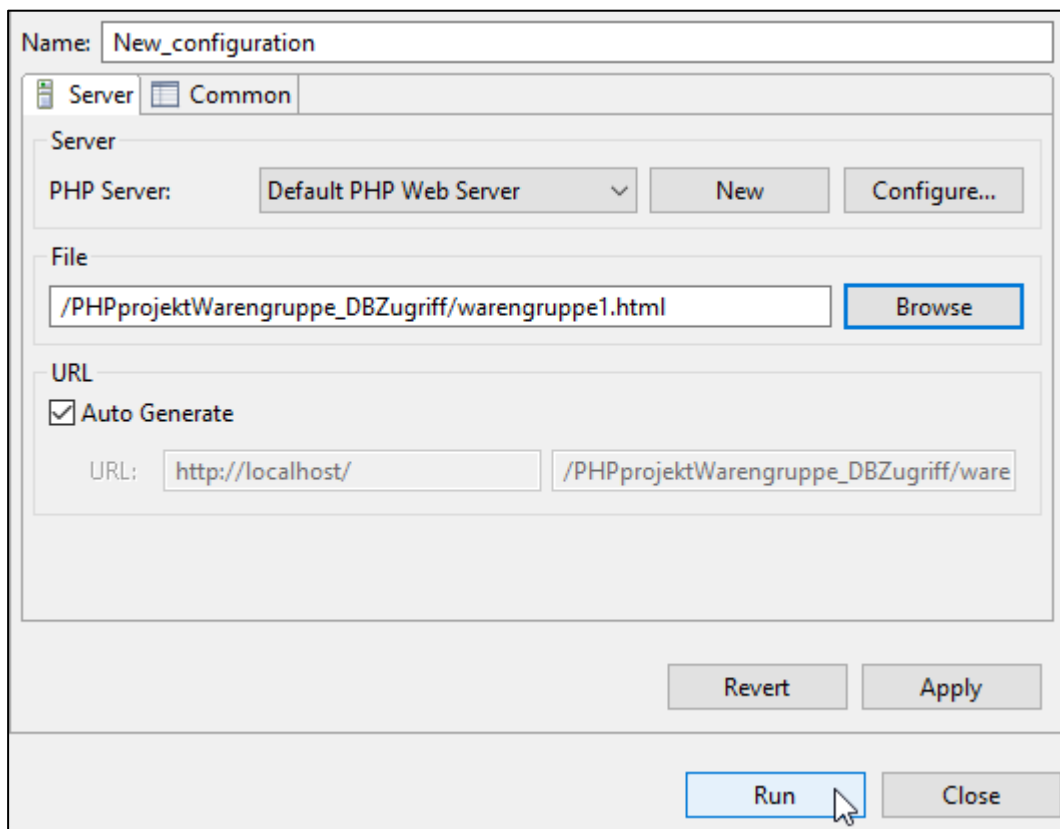 Name: New_configuration
Server Common
Server
PHP Server: Default PHP Web Server New Configure...
File
/PHPprojektWarengruppe_DBZugriff/warengruppe1.html Browse
URL
Auto Generate
URL: http://localhost/ /PHPprojektWarengruppe_DBZugriff/ware
Revert Apply
Run Close